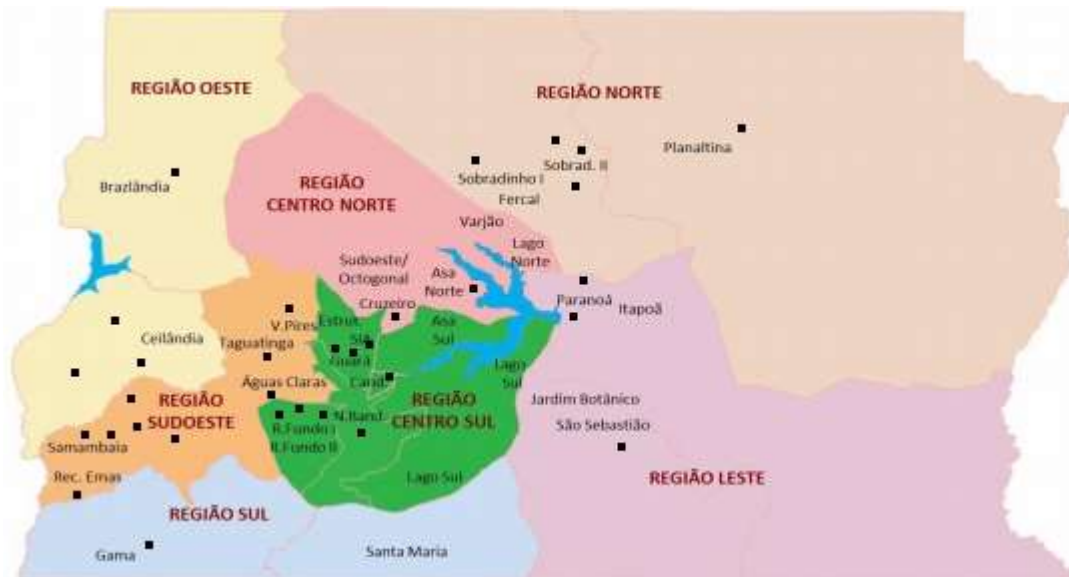 REGIÃO OESTE
REGIÃO NORTE
Planaltina
Sobrad. II
Brazlândia
Sobradinho I
Fercal
REGIÃO
CENTRO NORTE
Varjão
Lago
Norte
Sudoeste/
Octogonal
Asa
Norte
Cruzeiro
Paranoá
Itapoã
V.Pires
Estrut.
SIA
Asa
Sul
Ceilândia
Taguatinga
Guará
Lago
Sul
Cand.
Águas Claras
Jardim Botânico
REGIÃO
SUDOESTE
N.Band.
REGIÃO
CENTRO SUL
São Sebastião
R.Fundo I
R.Fundo II
Samambaia
Rec. Emas
Lago Sul
REGIÃO LESTE
REGIÃO SUL
Gama
Santa Maria